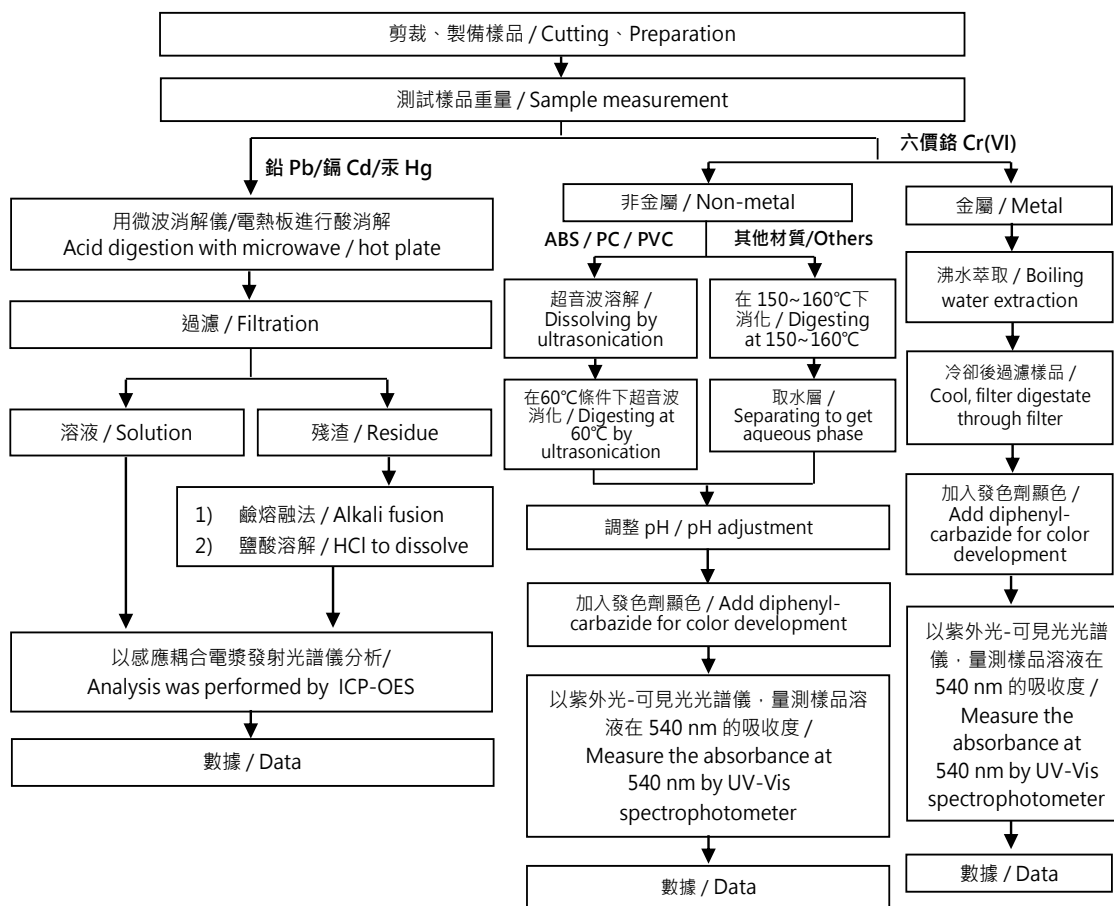 剪裁、製備樣品 / Cutting、Preparation
測試樣品重量 / Sample measurement
鉛 Pb/鎘 Cd/汞 Hg
六價鉻 Cr(VI)
用微波消解儀/電熱板進行酸消解
Acid digestion with microwave / hot plate
過濾 / Filtration
溶液 / Solution
殘渣 / Residue
1) 鹼熔融法 / Alkali fusion
2) 鹽酸溶解 / HCl to dissolve
以感應耦合電漿發射光譜儀分析/
Analysis was performed by ICP-OES
數據 / Data
非金屬 / Non-metal
ABS / PC / PVC
其他材質/Others
超音波溶解 /
Dissolving by
ultrasonication
在 150~160℃下
消化 / Digesting
at 150~160℃
在60℃條件下超音波
消化 / Digesting at
60℃ by
ultrasonication
取水層 /
Separating to get
aqueous phase
調整 pH / pH adjustment
加入發色劑顯色 / Add diphenyl-
carbazide for color development
以紫外光-可見光光譜儀，量測樣品溶
液在 540 nm 的吸收度 /
Measure the absorbance at
540 nm by UV-Vis
spectrophotometer
數據 / Data
金屬 / Metal
沸水萃取 / Boiling
water extraction
冷卻後過濾樣品 /
Cool, filter digestate
through filter
加入發色劑顯色 /
Add diphenyl-
carbazide for color
development
以紫外光-可見光光譜
儀，量測樣品溶液在
540 nm 的吸收度 /
Measure the
absorbance at
540 nm by UV-Vis
spectrophotometer
數據 / Data